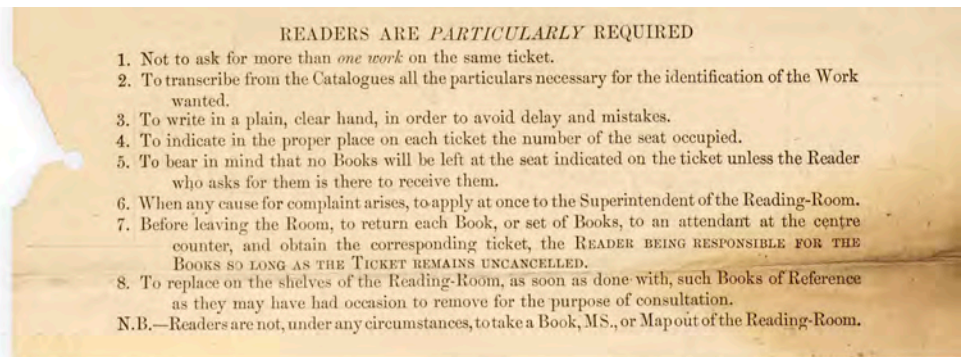 READERS ARE PARTICULARLY REQUIRED
1. Not to ask for more than one work on the same ticket.
2. To transcribe from the Catalogues all the particulars necessary for the identification of the Work
wanted.
3. To write in a plain, clear hand, in order to avoid delay and mistakes.
4. To indicate in the proper place on each ticket the number of the seat occupied.
5. To bear in mind that no Books will be left at the seat indicated on the ticket unless the Reader
who asks for them is there to receive them.
6. When any cause for complaint arises, to apply at once to the Superintendent of the Reading-Room.
7. Before leaving the Room, to return each Book, or set of Books, to an attendant at the centre
counter, and obtain the corresponding ticket, the READER BEING RESPONSIBLE FOR THE
BOOKS SO LONG AS THE TICKET REMAINS UNCANCELLED.
8. To replace on the shelves of the Reading-Room, as soon as done with, such Books of Reference
as they may have had occasion to remove for the purpose of consultation.
N.B.—Readers are not, under any circumstances, to take a Book, MS., or Map out of the Reading-Room.